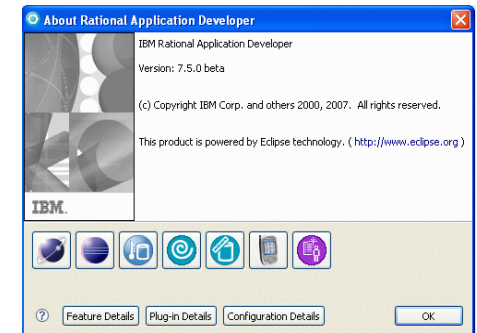 About Rational Application Developer
IBM Rational Application Developer
Version: 7.5.0 beta
(c) Copyright IBM Corp. and others 2000, 2007. All rights reserved.
This product is powered by Eclipse technology. ( http://www.eclipse.org )
IBM.
Feature Details Plug-in Details Configuration Details OK